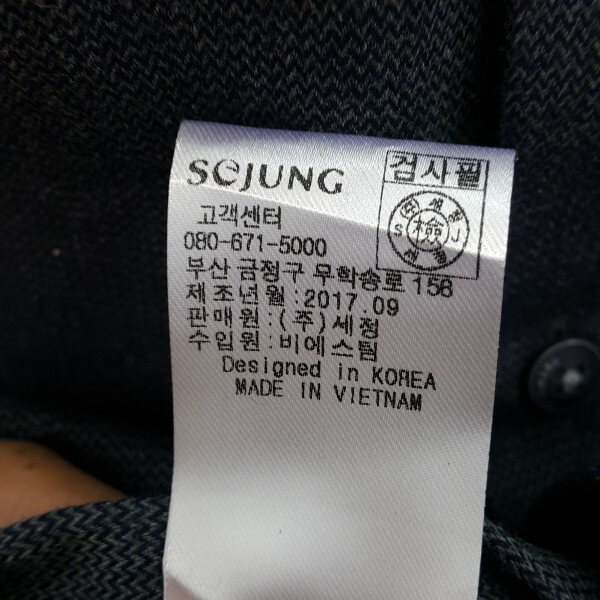 SEJUNG
검사필
고객센터
080-671-5000
부산 금정구 무학송로 158
제조년월:2017.09
판매원:(주)세정
수입원:비에스팀
Designed in KOREA
MADE IN VIETNAM
S 檢 J